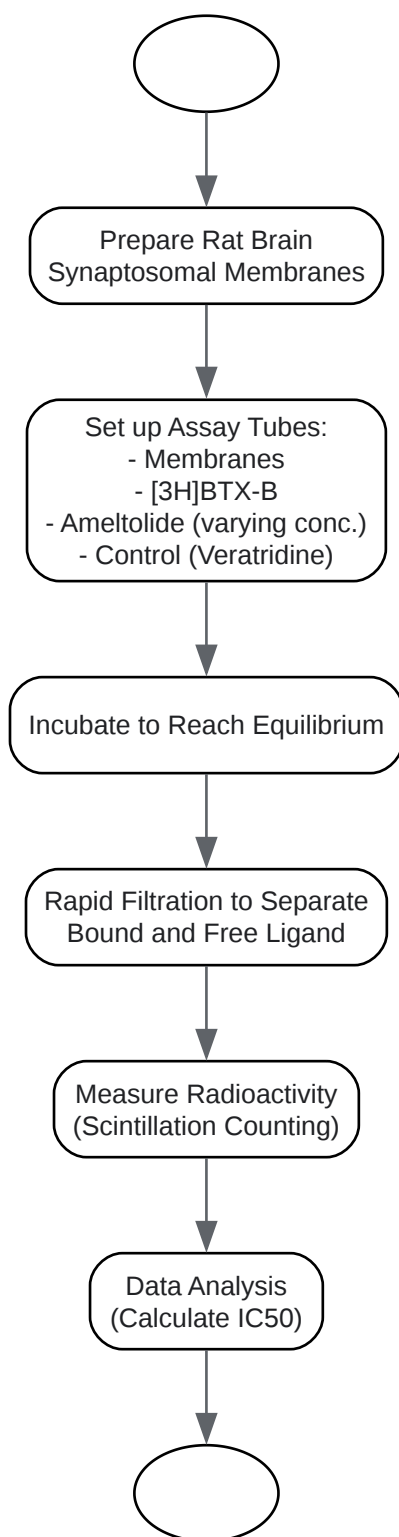 Prepare Rat Brain
Synaptosomal Membranes
Set up Assay Tubes:
- Membranes
- [3H]BTX-B
- Ameltolide (varying conc.)
- Control (Veratridine)
Incubate to Reach Equilibrium
Rapid Filtration to Separate
Bound and Free Ligand
Measure Radioactivity
(Scintillation Counting)
Data Analysis
(Calculate IC50)